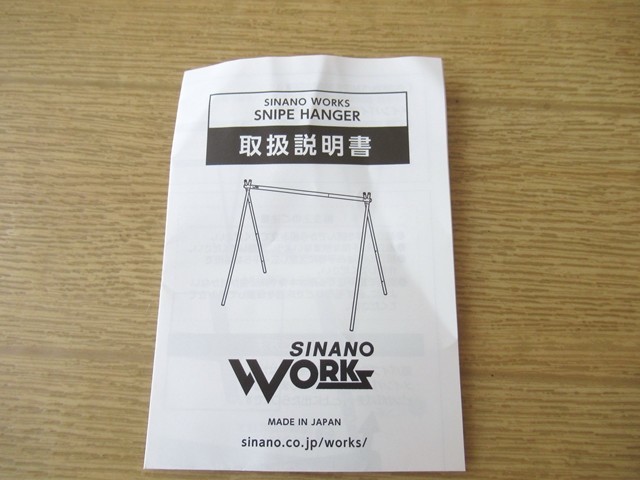 SINANO WORKS
SNIPE HANGER
取扱説明書
SINANO
WORKS
MADE IN JAPAN
sinano.co.jp/works/